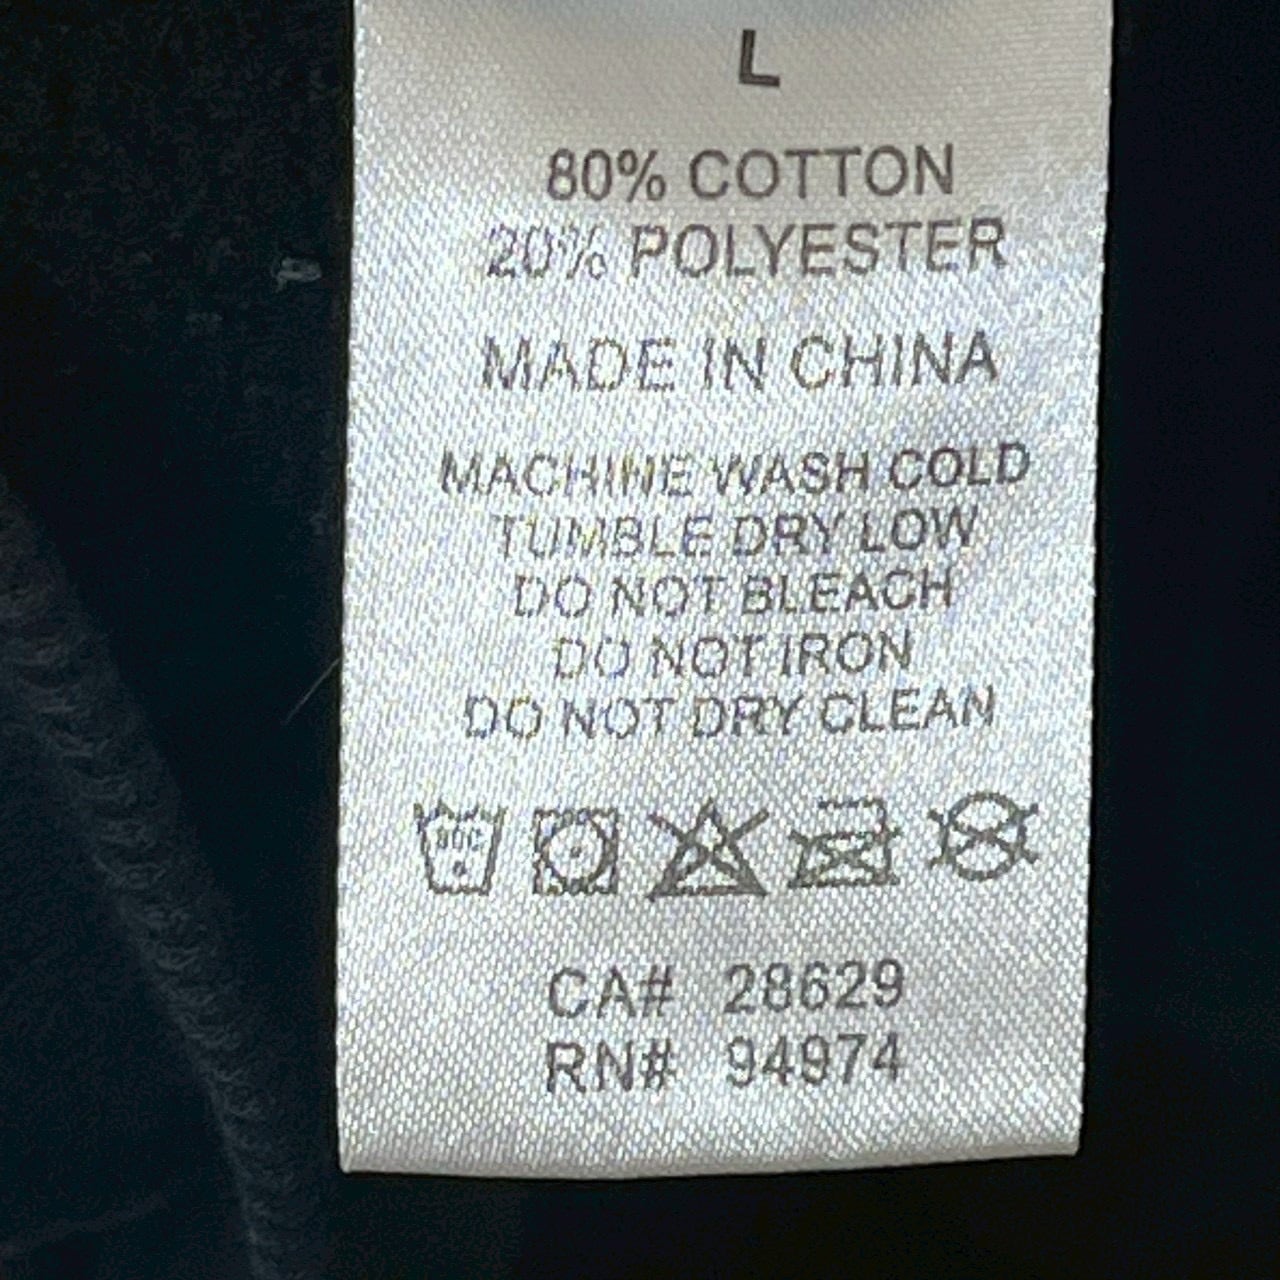 L
80% COTTON
20% POLYESTER
MADE IN CHINA
MACHINE WASH COLD
TUMBLE DRY LOW
DO NOT BLEACH
DO NOT IRON
DO NOT DRY CLEAN
CA# 28629
RN# 94974